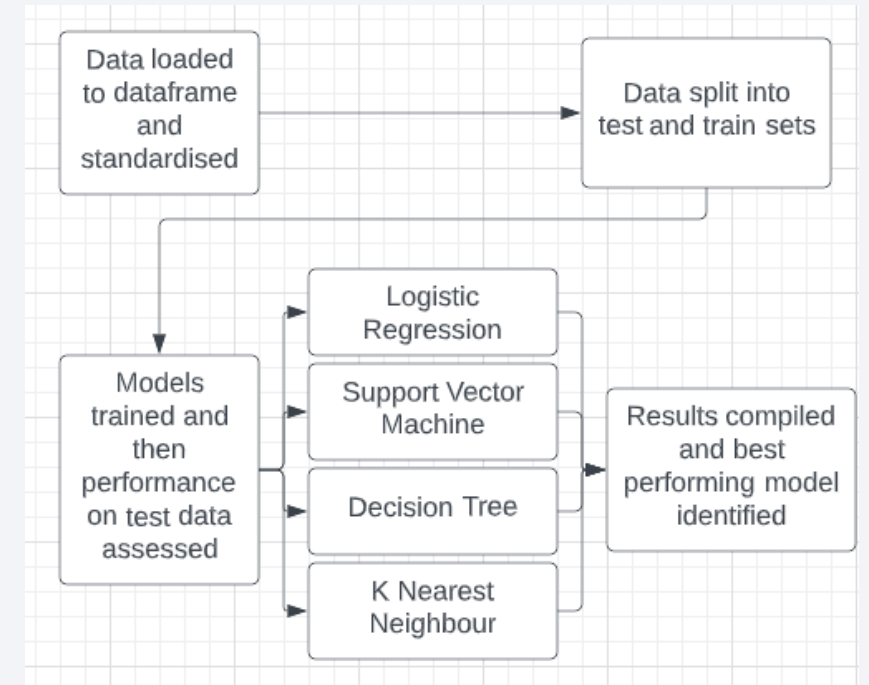 Data loaded
to dataframe
and
standardised
Data split into
test and train sets
Models
trained and
then
performance
on test data
assessed
Logistic
Regression
Support Vector
Machine
Decision Tree
K Nearest
Neighbour
Results compiled
and best
performing model
identified